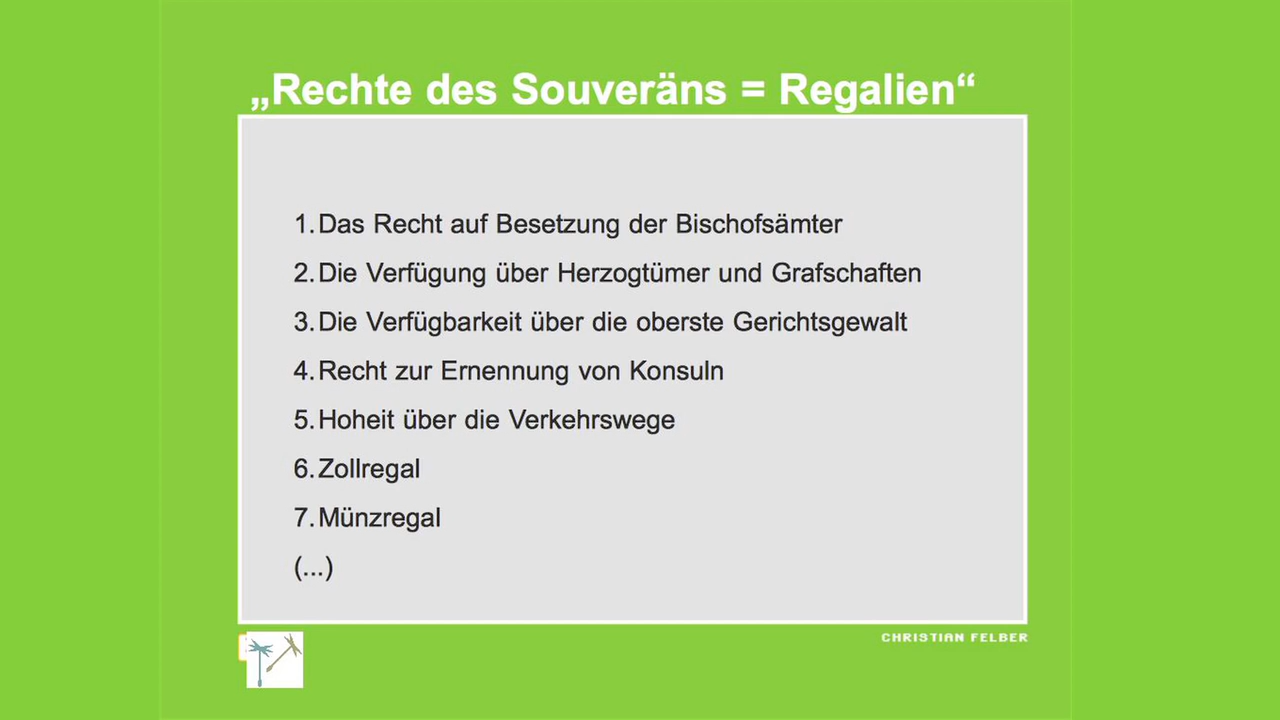 „Rechte des Souveräns = Regalien“
1. Das Recht auf Besetzung der Bischofsämter
2. Die Verfügung über Herzogtümer und Grafschaften
3. Die Verfügbarkeit über die oberste Gerichtsgewalt
4. Recht zur Ernennung von Konsuln
5. Hoheit über die Verkehrswege
6. Zollregal
7. Münzregal
(...)
CHRISTIAN FELBER